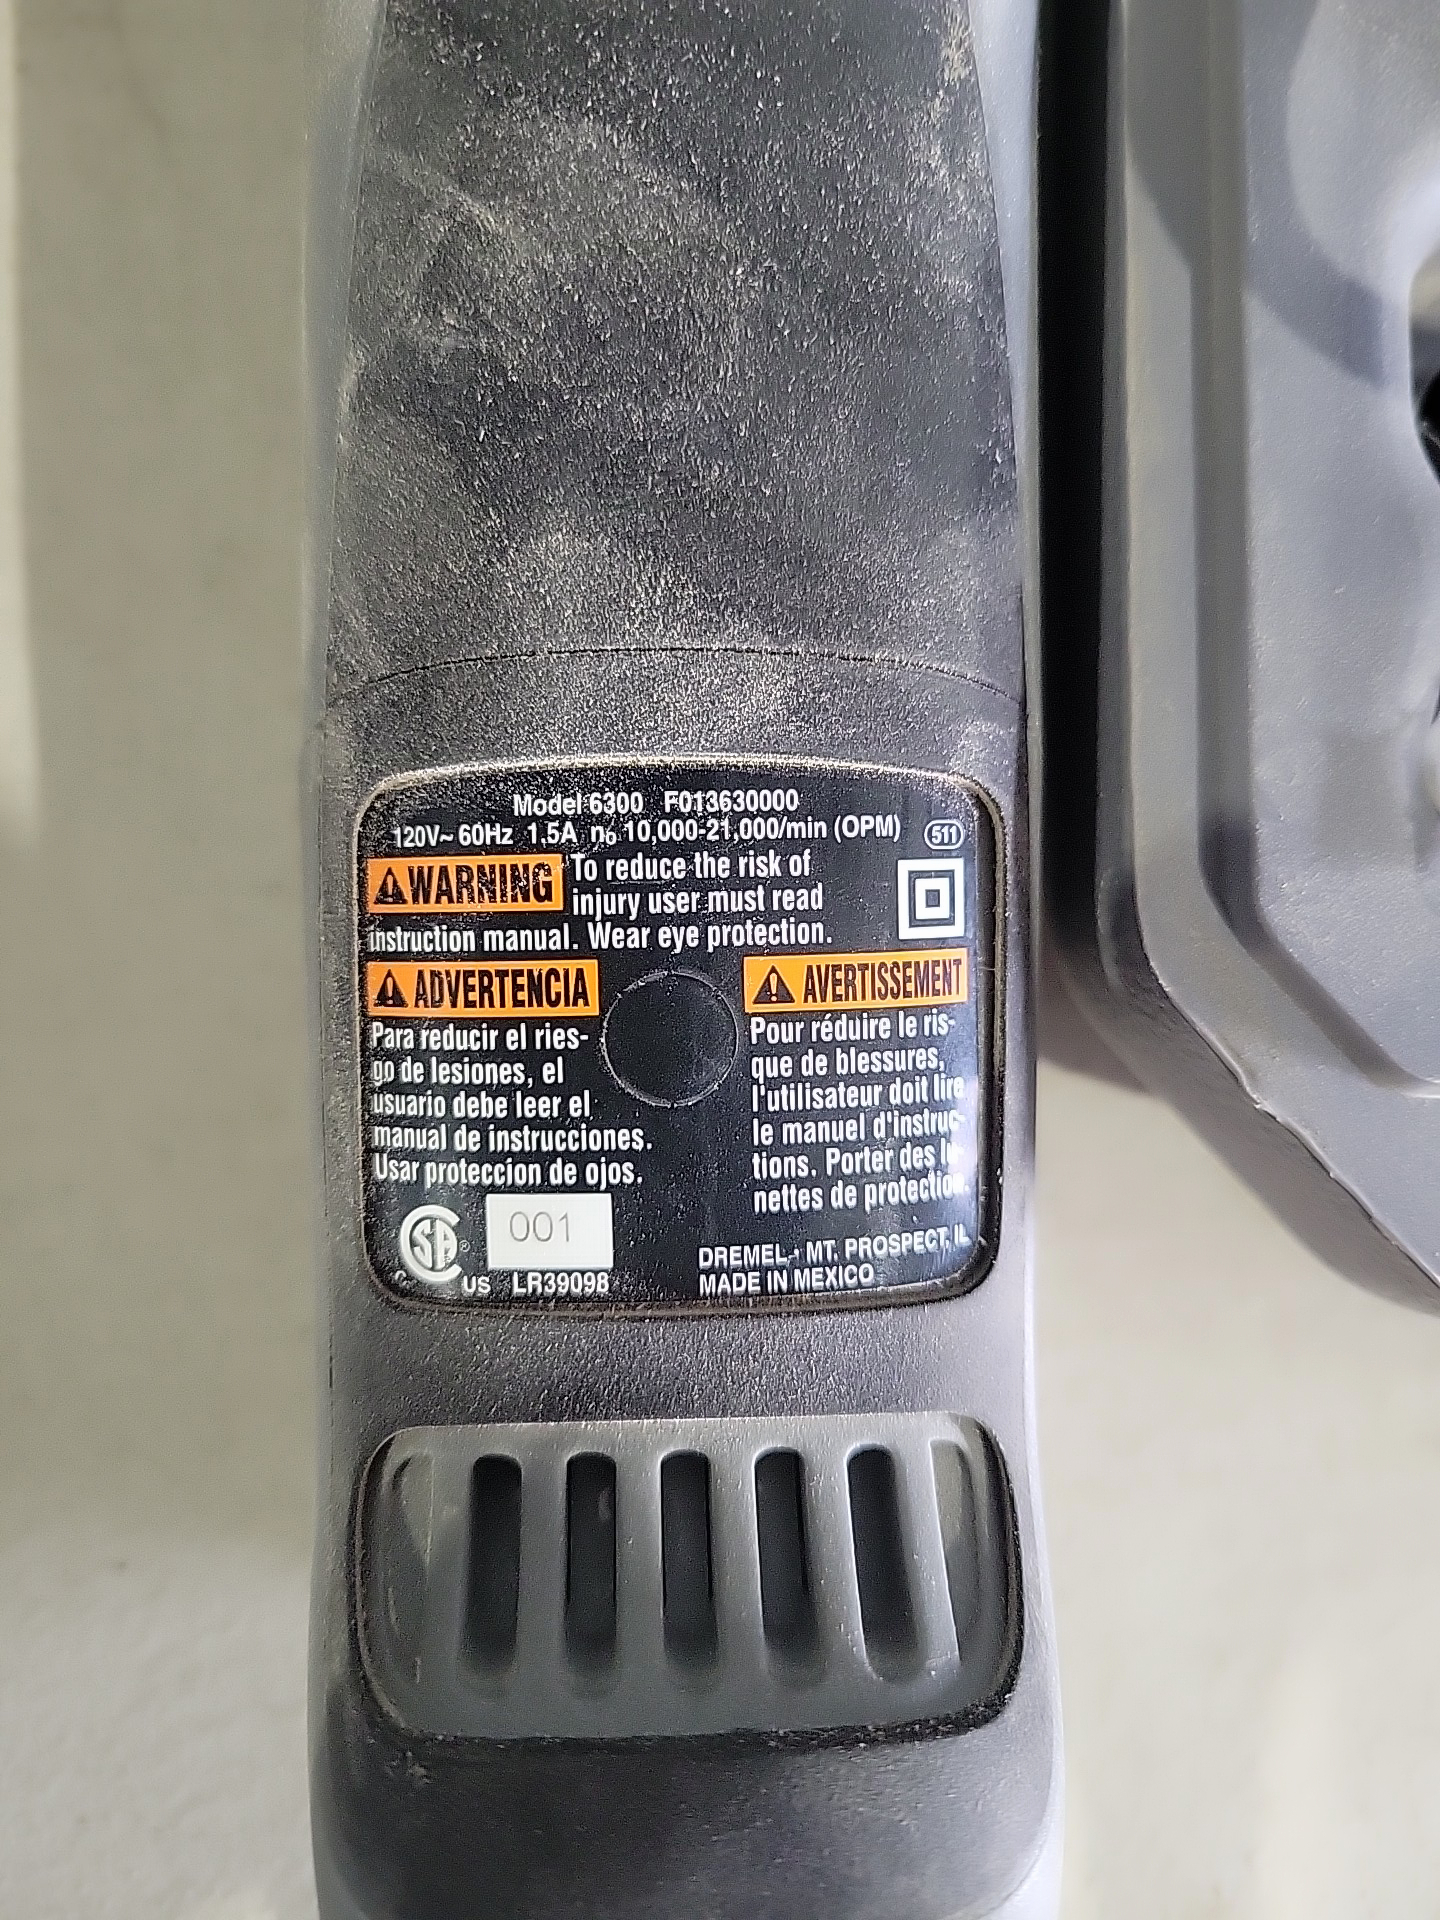 Model 6300 F013630000
120V~ 60Hz 1.5A n₀ 10,000-21,000/min (OPM) 511
WARNING To reduce the risk of
injury user must read
instruction manual. Wear eye protection.
ADVERTENCIA
Para reducir el ries-
go de lesiones, el
usuario debe leer el
manual de instrucciones.
Usar proteccion de ojos.
AVERTISSEMENT
Pour réduire le ris-
que de blessures,
l'utilisateur doit lire
le manuel d'instruc-
tions. Porter des lu-
nettes de protection.
001
C SA ® US LR39098
DREMEL - MT. PROSPECT, IL
MADE IN MEXICO